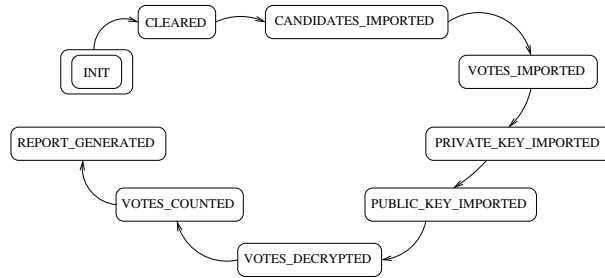 CLEARED
CANDIDATES_IMPORTED
INIT
VOTES_IMPORTED
REPORT_GENERATED
PRIVATE_KEY_IMPORTED
VOTES_COUNTED
PUBLIC_KEY_IMPORTED
VOTES_DECRYPTED